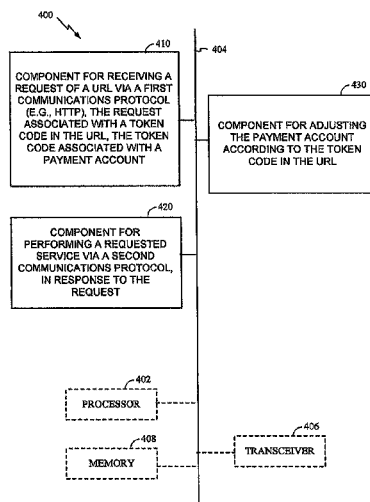 400
410
404
COMPONENT FOR RECEIVING A
REQUEST OF A URL VIA A FIRST
COMMUNICATIONS PROTOCOL
(E.G., HTTP), THE REQUEST
ASSOCIATED WITH A TOKEN
CODE IN THE URL, THE TOKEN
CODE ASSOCIATED WITH A
PAYMENT ACCOUNT
430
COMPONENT FOR ADJUSTING
THE PAYMENT ACCOUNT
ACCORDING TO THE TOKEN
CODE IN THE URL
420
COMPONENT FOR
PERFORMING A REQUESTED
SERVICE VIA A SECOND
COMMUNICATIONS PROTOCOL,
IN RESPONSE TO THE
REQUEST
402
PROCESSOR
408
MEMORY
406
TRANSCEIVER